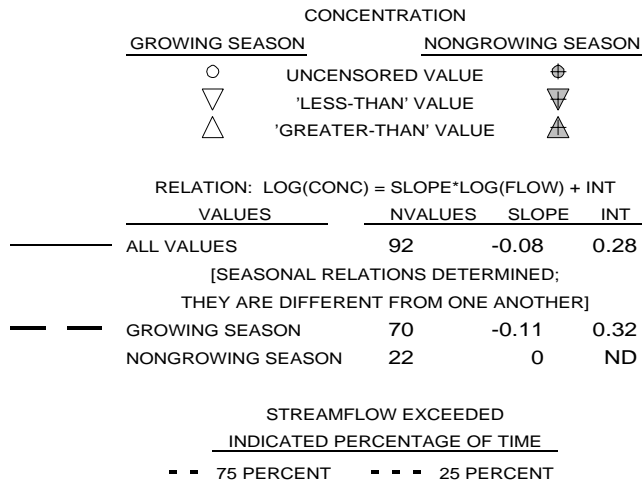 CONCENTRATION
GROWING SEASON NONGROWING SEASON
UNCENSORED VALUE
'LESS-THAN' VALUE
'GREATER-THAN' VALUE
RELATION: LOG(CONC) = SLOPE*LOG(FLOW) + INT
VALUES NVALUES SLOPE INT
ALL VALUES 92 -0.08 0.28
[SEASONAL RELATIONS DETERMINED;
THEY ARE DIFFERENT FROM ONE ANOTHER]
GROWING SEASON 70 -0.11 0.32
NONGROWING SEASON 22 0 ND
STREAMFLOW EXCEEDED
INDICATED PERCENTAGE OF TIME
75 PERCENT 25 PERCENT